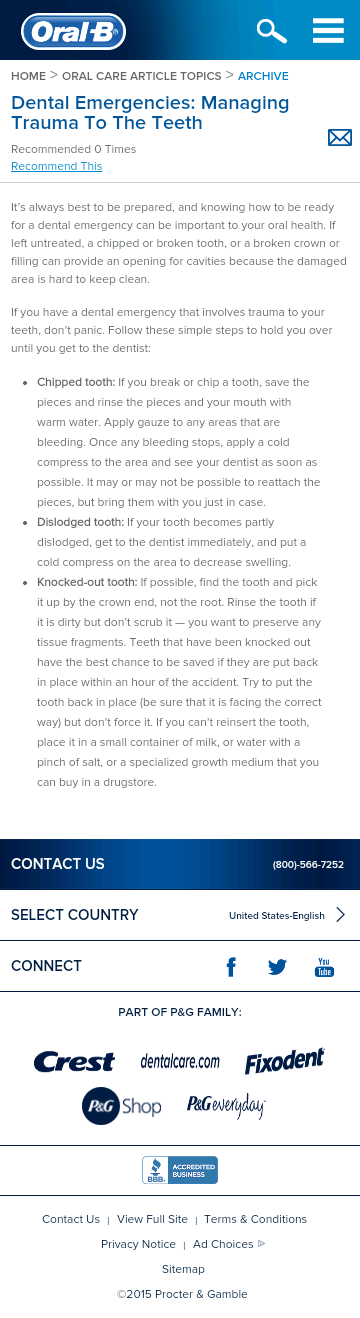 Oral-B
HOME > ORAL CARE ARTICLE TOPICS > ARCHIVE
Dental Emergencies: Managing
Trauma To The Teeth
Recommended 0 Times
Recommend This
It's always best to be prepared, and knowing how to be ready
for a dental emergency can be important to your oral health. If
left untreated, a chipped or broken tooth, or a broken crown or
filling can provide an opening for cavities because the damaged
area is hard to keep clean.
If you have a dental emergency that involves trauma to your
teeth, don't panic. Follow these simple steps to hold you over
until you get to the dentist:
• Chipped tooth: If you break or chip a tooth, save the
pieces and rinse the pieces and your mouth with
warm water. Apply gauze to any areas that are
bleeding. Once any bleeding stops, apply a cold
compress to the area and see your dentist as soon as
possible. It may or may not be possible to reattach the
pieces, but bring them with you just in case.
• Dislodged tooth: If your tooth becomes partly
dislodged, get to the dentist immediately, and put a
cold compress on the area to decrease swelling.
• Knocked-out tooth: If possible, find the tooth and pick
it up by the crown end, not the root. Rinse the tooth if
it is dirty but don't scrub it — you want to preserve any
tissue fragments. Teeth that have been knocked out
have the best chance to be saved if they are put back
in place within an hour of the accident. Try to put the
tooth back in place (be sure that it is facing the correct
way) but don't force it. If you can't reinsert the tooth,
place it in a small container of milk, or water with a
pinch of salt, or a specialized growth medium that you
can buy in a drugstore.
CONTACT US (800)-566-7252
SELECT COUNTRY United States-English
CONNECT You Tube
PART OF P&G FAMILY:
Crest dentalcare.com Fixodent
P&G Shop P&G everyday
BBB ACCREDITED BUSINESS
Contact Us | View Full Site | Terms & Conditions
Privacy Notice | Ad Choices
Sitemap
©2015 Procter & Gamble